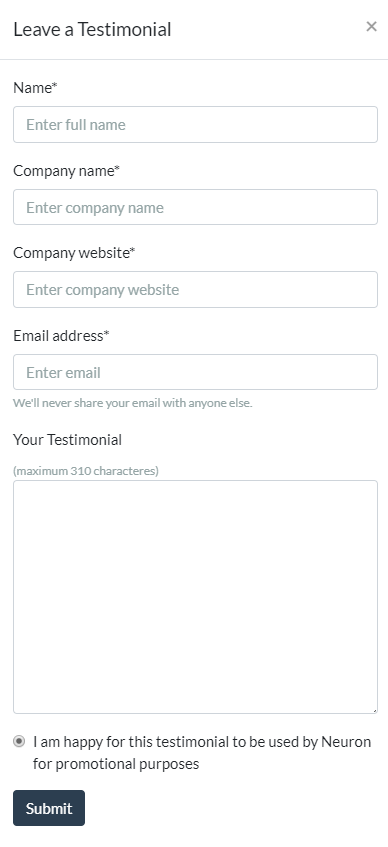 Leave a Testimonial ×
Name*
Enter full name
Company name*
Enter company name
Company website*
Enter company website
Email address*
Enter email
We'll never share your email with anyone else.
Your Testimonial
(maximum 310 characteres)
I am happy for this testimonial to be used by Neuron
for promotional purposes
Submit